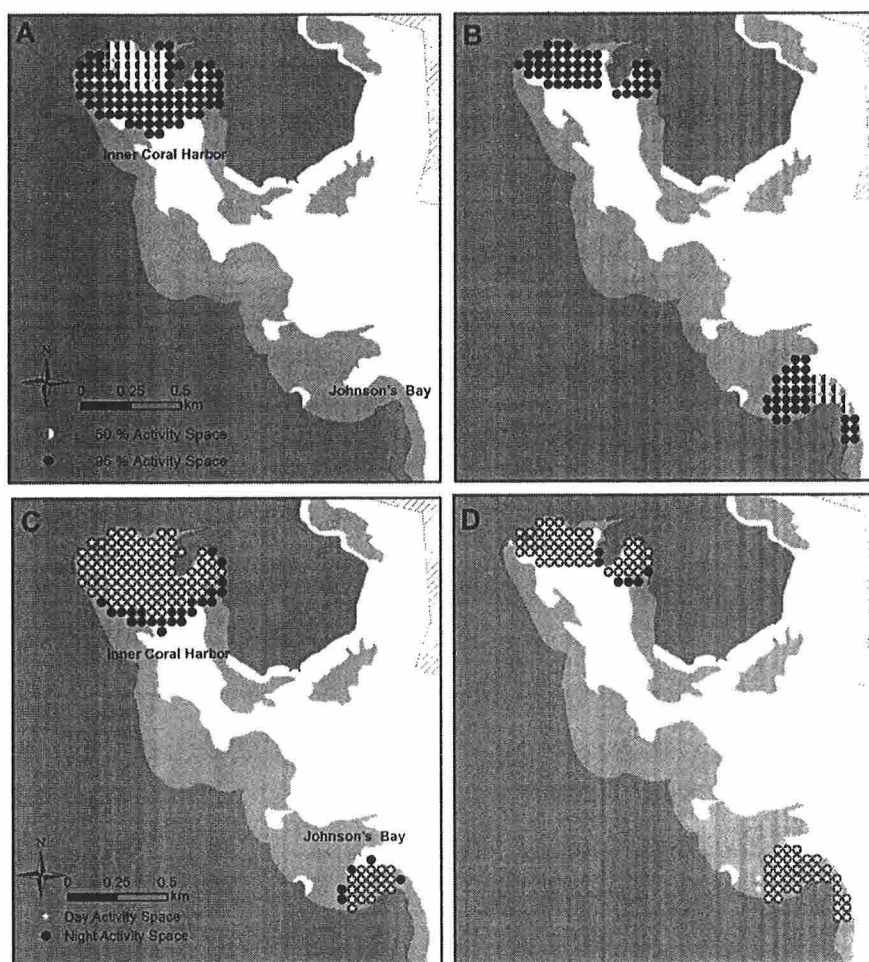 A
B
Inner Coral Harbor
N
0 0.25 0.5
km
Johnson's Bay
50 % Activity Space
95 % Activity Space
C
D
Inner Coral Harbor
Johnson's Bay
N
0 0.25 0.5
km
Day Activity Space
Night Activity Space